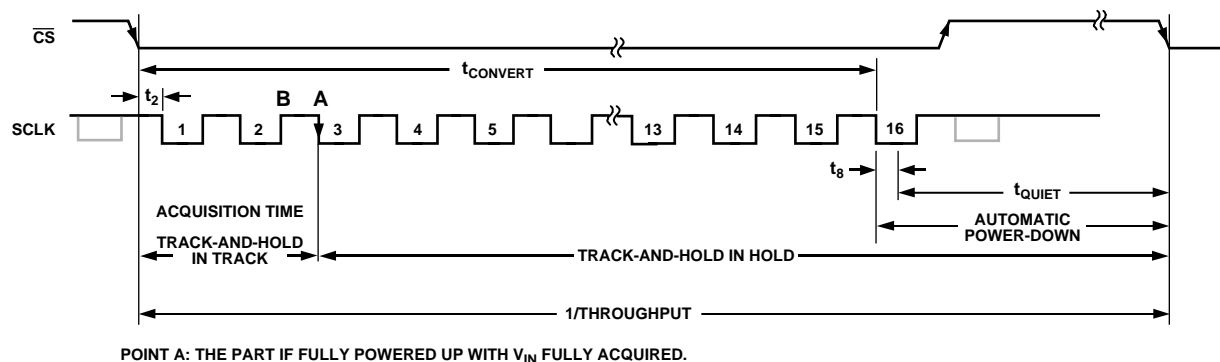 CS
tCONVERT
t2
B A
SCLK
1 2 3 4 5 13 14 15 16
t8
tQUIET
ACQUISITION TIME
AUTOMATIC
POWER-DOWN
TRACK-AND-HOLD
IN TRACK
TRACK-AND-HOLD IN HOLD
1/THROUGHPUT
POINT A: THE PART IF FULLY POWERED UP WITH VIN FULLY ACQUIRED.